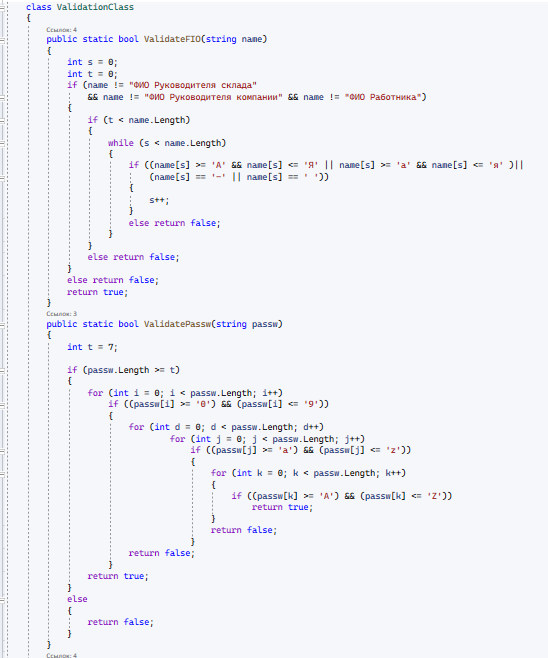 class ValidationClass
{
Ссылок: 4
public static bool ValidateFIO(string name)
{
int s = 0;
int t = 0;
if (name != "ФИО Руководителя склада"
&& name != "ФИО Руководителя компании" && name != "ФИО Работника")
{
if (t < name.Length)
{
while (s < name.Length)
{
if ((name[s] >= 'А' && name[s] <= 'Я' || name[s] >= 'а' && name[s] <= 'я' )||
(name[s] == '-' || name[s] == ' '))
{
s++;
}
else return false;
}
}
else return false;
}
else return false;
return true;
}
Ссылок: 3
public static bool ValidatePassw(string passw)
{
int t = 7;
if (passw.Length >= t)
{
for (int i = 0; i < passw.Length; i++)
if ((passw[i] >= '0') && (passw[i] <= '9'))
{
for (int d = 0; d < passw.Length; d++)
for (int j = 0; j < passw.Length; j++)
if ((passw[j] >= 'a') && (passw[j] <= 'z'))
{
for (int k = 0; k < passw.Length; k++)
{
if ((passw[k] >= 'A') && (passw[k] <= 'Z'))
return true;
}
return false;
}
return false;
}
return true;
}
else
{
return false;
}
}
Ссылок: 4